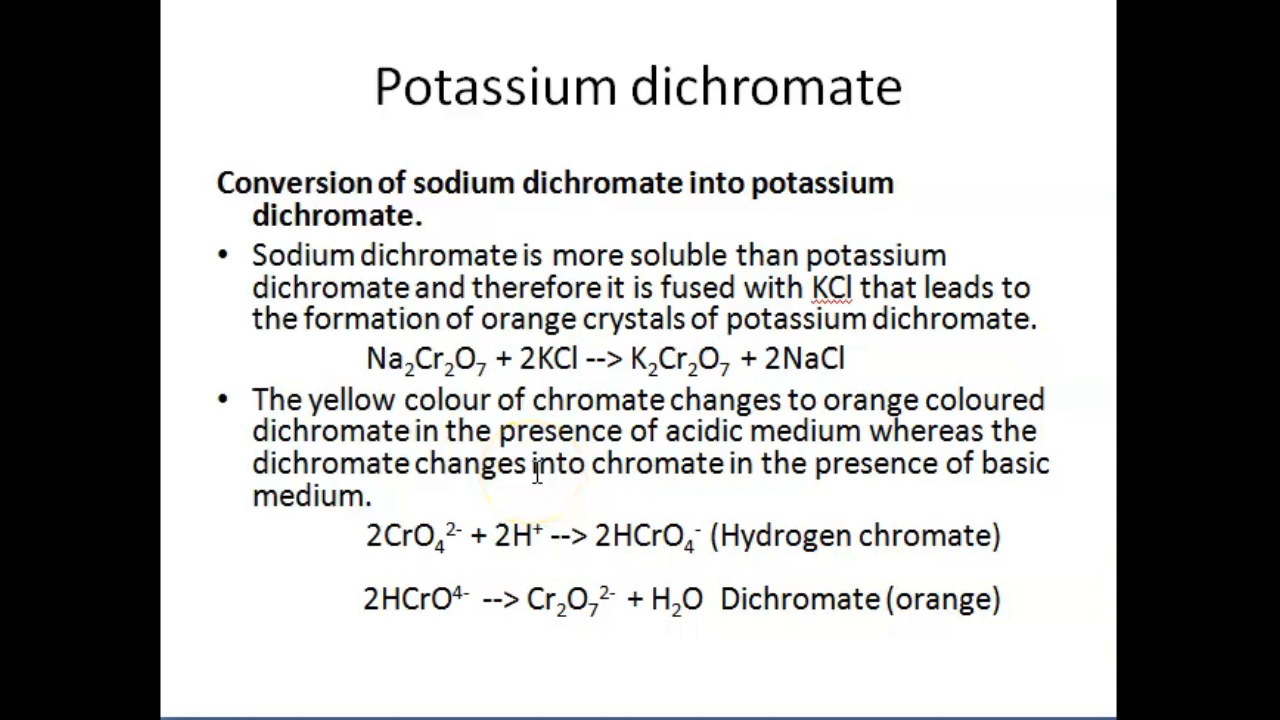 Potassium dichromate
Conversion of sodium dichromate into potassium
dichromate.
• Sodium dichromate is more soluble than potassium
dichromate and therefore it is fused with KCl that leads to
the formation of orange crystals of potassium dichromate.
Na₂Cr₂O₇ + 2KCl --> K₂Cr₂O₇ + 2NaCl
• The yellow colour of chromate changes to orange coloured
dichromate in the presence of acidic medium whereas the
dichromate changes into chromate in the presence of basic
medium.
2CrO₄²⁻ + 2H⁺ --> 2HCrO₄⁻ (Hydrogen chromate)
2HCrO⁴⁻ --> Cr₂O₇²⁻ + H₂O Dichromate (orange)